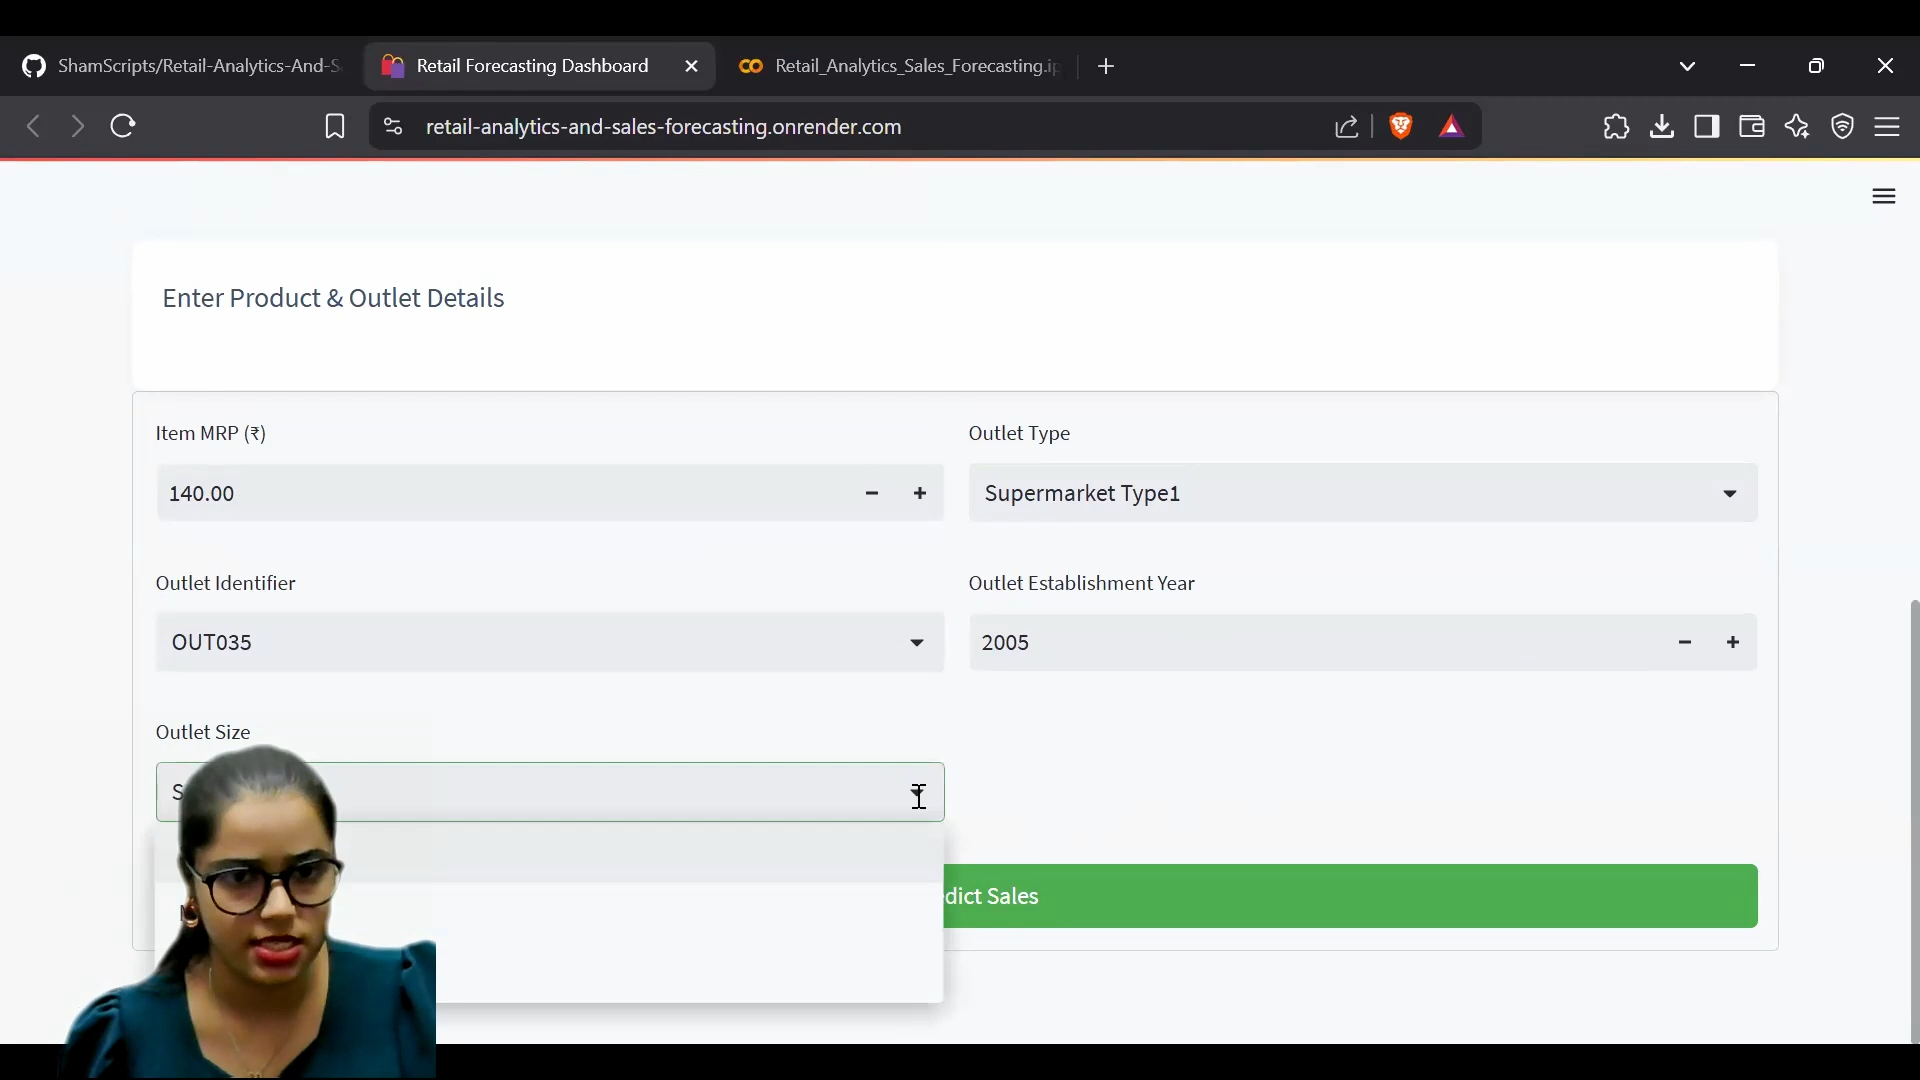 ShamScripts/Retail-Analytics-And-S
Retail Forecasting Dashboard
Retail_Analytics_Sales_Forecasting.ip
retail-analytics-and-sales-forecasting.onrender.com
Enter Product & Outlet Details
Item MRP (₹)
Outlet Type
140.00
Supermarket Type1
Outlet Identifier
Outlet Establishment Year
OUT035
2005
Outlet Size
S
dict Sales